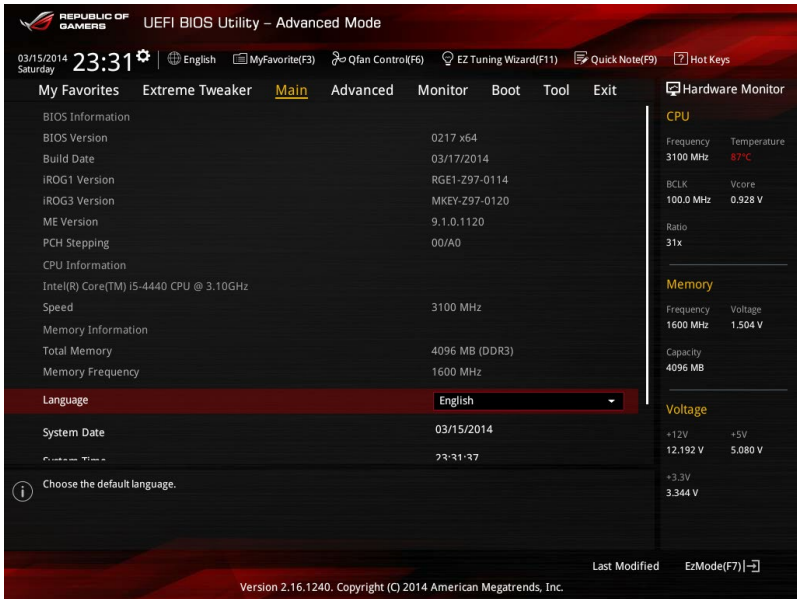 REPUBLIC OF
GAMERS
UEFI BIOS Utility – Advanced Mode
03/15/2014
Saturday
23:31
English
MyFavorite(F3)
Qfan Control(F6)
EZ Tuning Wizard(F11)
Quick Note(F9)
? Hot Keys
My Favorites Extreme Tweaker Main Advanced Monitor Boot Tool Exit
BIOS Information
BIOS Version 0217 x64
Build Date 03/17/2014
iROG1 Version RGE1-Z97-0114
iROG3 Version MKEY-Z97-0120
ME Version 9.1.0.1120
PCH Stepping 00/A0
CPU Information
Intel(R) Core(TM) i5-4440 CPU @ 3.10GHz
Speed 3100 MHz
Memory Information
Total Memory 4096 MB (DDR3)
Memory Frequency 1600 MHz
Language English
System Date 03/15/2014
System Time 23:31:37
Choose the default language.
Hardware Monitor
CPU
Frequency Temperature
3100 MHz 87°C
BCLK Vcore
100.0 MHz 0.928 V
Ratio
31x
Memory
Frequency Voltage
1600 MHz 1.504 V
Capacity
4096 MB
Voltage
+12V +5V
12.192 V 5.080 V
+3.3V
3.344 V
Last Modified
EzMode(F7)
Version 2.16.1240. Copyright (C) 2014 American Megatrends, Inc.